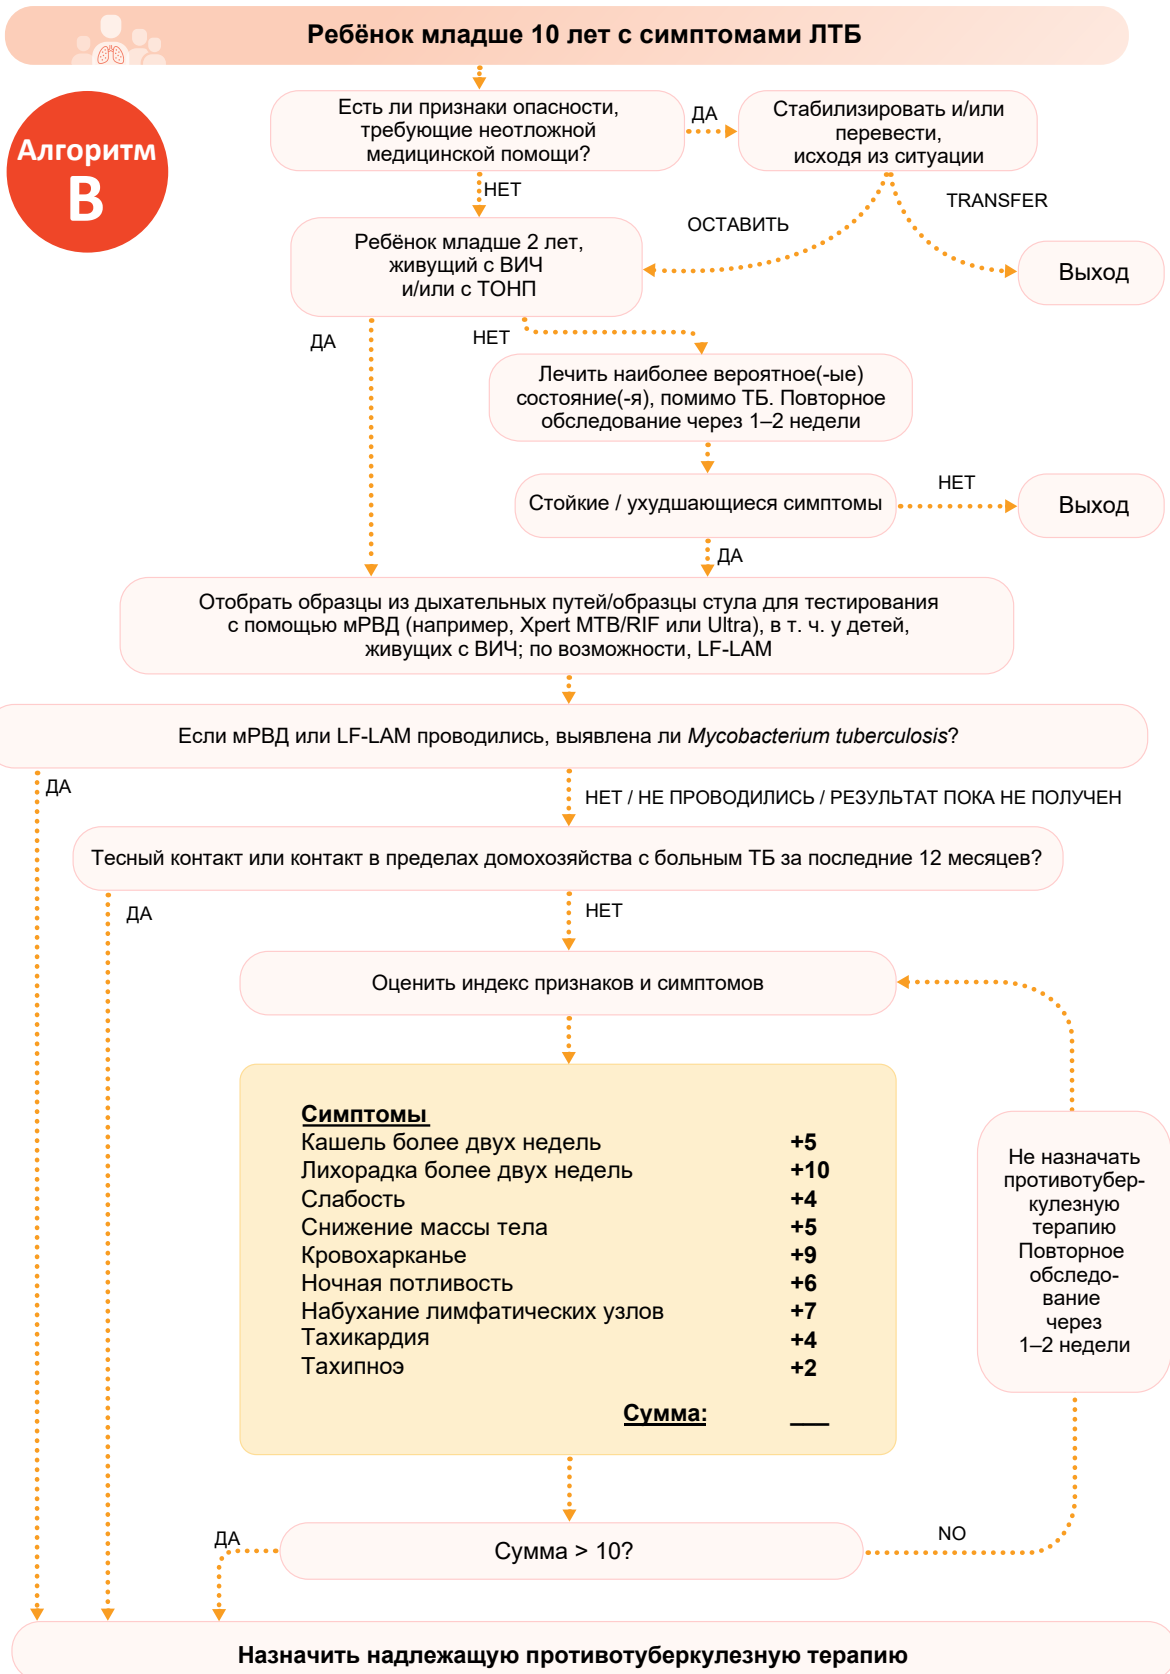 Ребёнок младше 10 лет с симптомами ЛТБ
Алгоритм
B
Есть ли признаки опасности,
требующие неотложной
медицинской помощи?
ДА
Стабилизировать и/или
перевести,
исходя из ситуации
НЕТ
ОСТАВИТЬ
TRANSFER
Ребёнок младше 2 лет,
живущий с ВИЧ
и/или с ТОНП
Выход
ДА
НЕТ
Лечить наиболее вероятное(-ые)
состояние(-я), помимо ТБ. Повторное
обследование через 1–2 недели
Стойкие / ухудшающиеся симптомы
НЕТ
Выход
ДА
Отобрать образцы из дыхательных путей/образцы стула для тестирования
с помощью мРВД (например, Xpert MTB/RIF или Ultra), в т. ч. у детей,
живущих с ВИЧ; по возможности, LF-LAM
Если мРВД или LF-LAM проводились, выявлена ли Mycobacterium tuberculosis?
ДА
НЕТ / НЕ ПРОВОДИЛИСЬ / РЕЗУЛЬТАТ ПОКА НЕ ПОЛУЧЕН
Тесный контакт или контакт в пределах домохозяйства с больным ТБ за последние 12 месяцев?
ДА
НЕТ
Оценить индекс признаков и симптомов
Симптомы
Кашель более двух недель +5
Лихорадка более двух недель +10
Слабость +4
Снижение массы тела +5
Кровохарканье +9
Ночная потливость +6
Набухание лимфатических узлов +7
Тахикардия +4
Тахипноэ +2
Сумма: ___
Не назначать
противотубер-
кулезную
терапию
Повторное
обследо-
вание
через
1–2 недели
Сумма > 10?
ДА
NO
Назначить надлежащую противотуберкулезную терапию